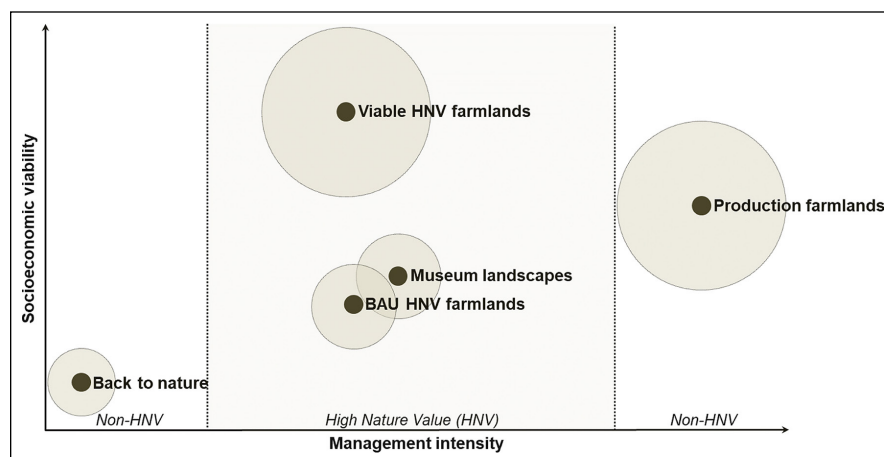 Socioeconomic viability
Viable HNV farmlands
Production farmlands
Museum landscapes
BAU HNV farmlands
Back to nature
Non-HNV
High Nature Value (HNV)
Non-HNV
Management intensity